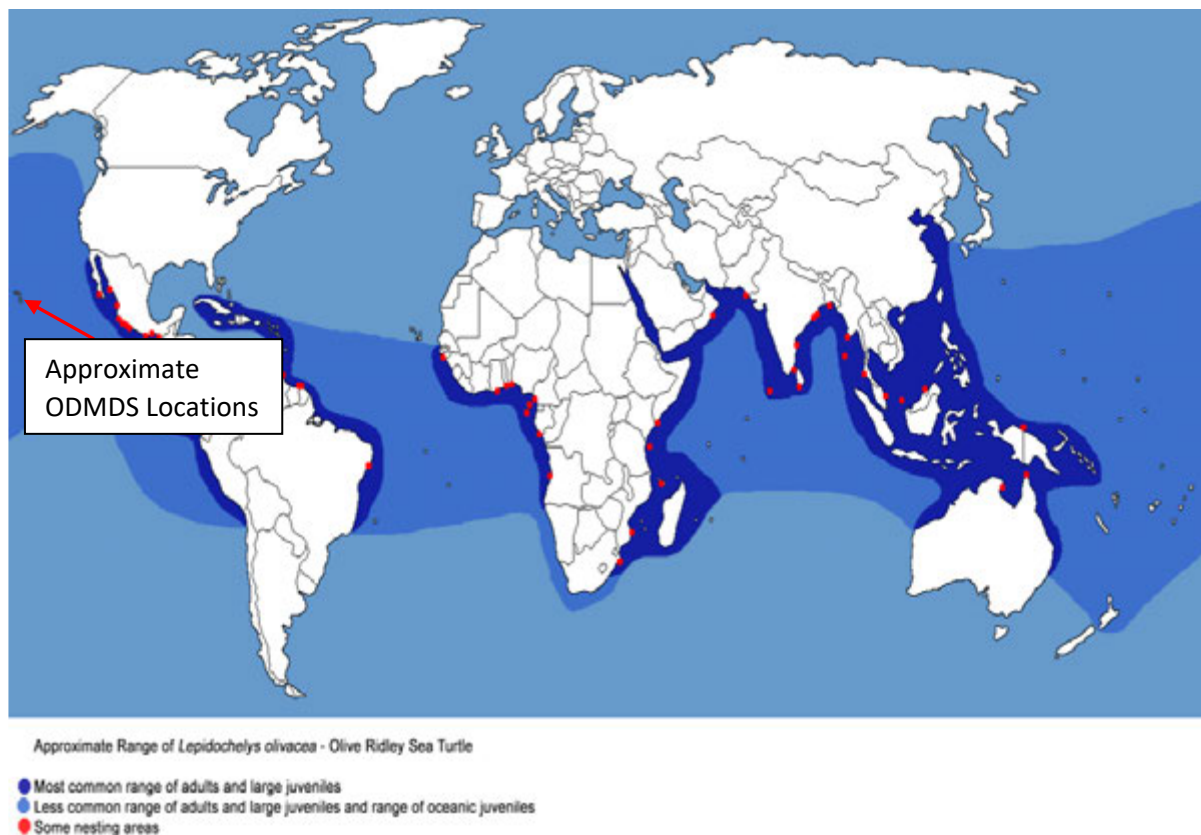 Approximate
ODMDS Locations
Approximate Range of Lepidochelys olivacea - Olive Ridley Sea Turtle
Most common range of adults and large juveniles
Less common range of adults and large juveniles and range of oceanic juveniles
Some nesting areas